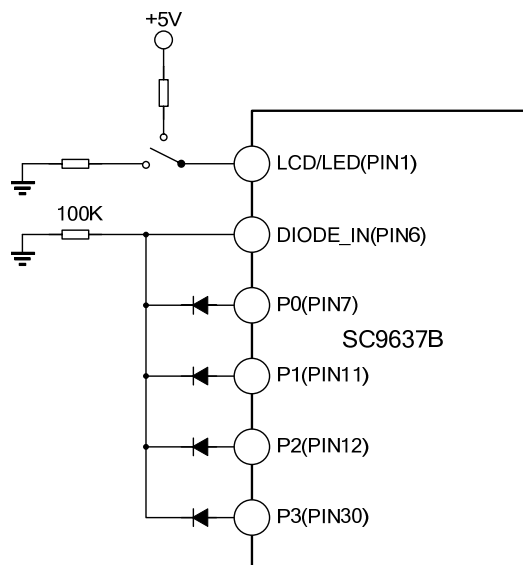 +5V
LCD/LED(PIN1)
100K
DIODE_IN(PIN6)
P0(PIN7)
SC9637B
P1(PIN11)
P2(PIN12)
P3(PIN30)